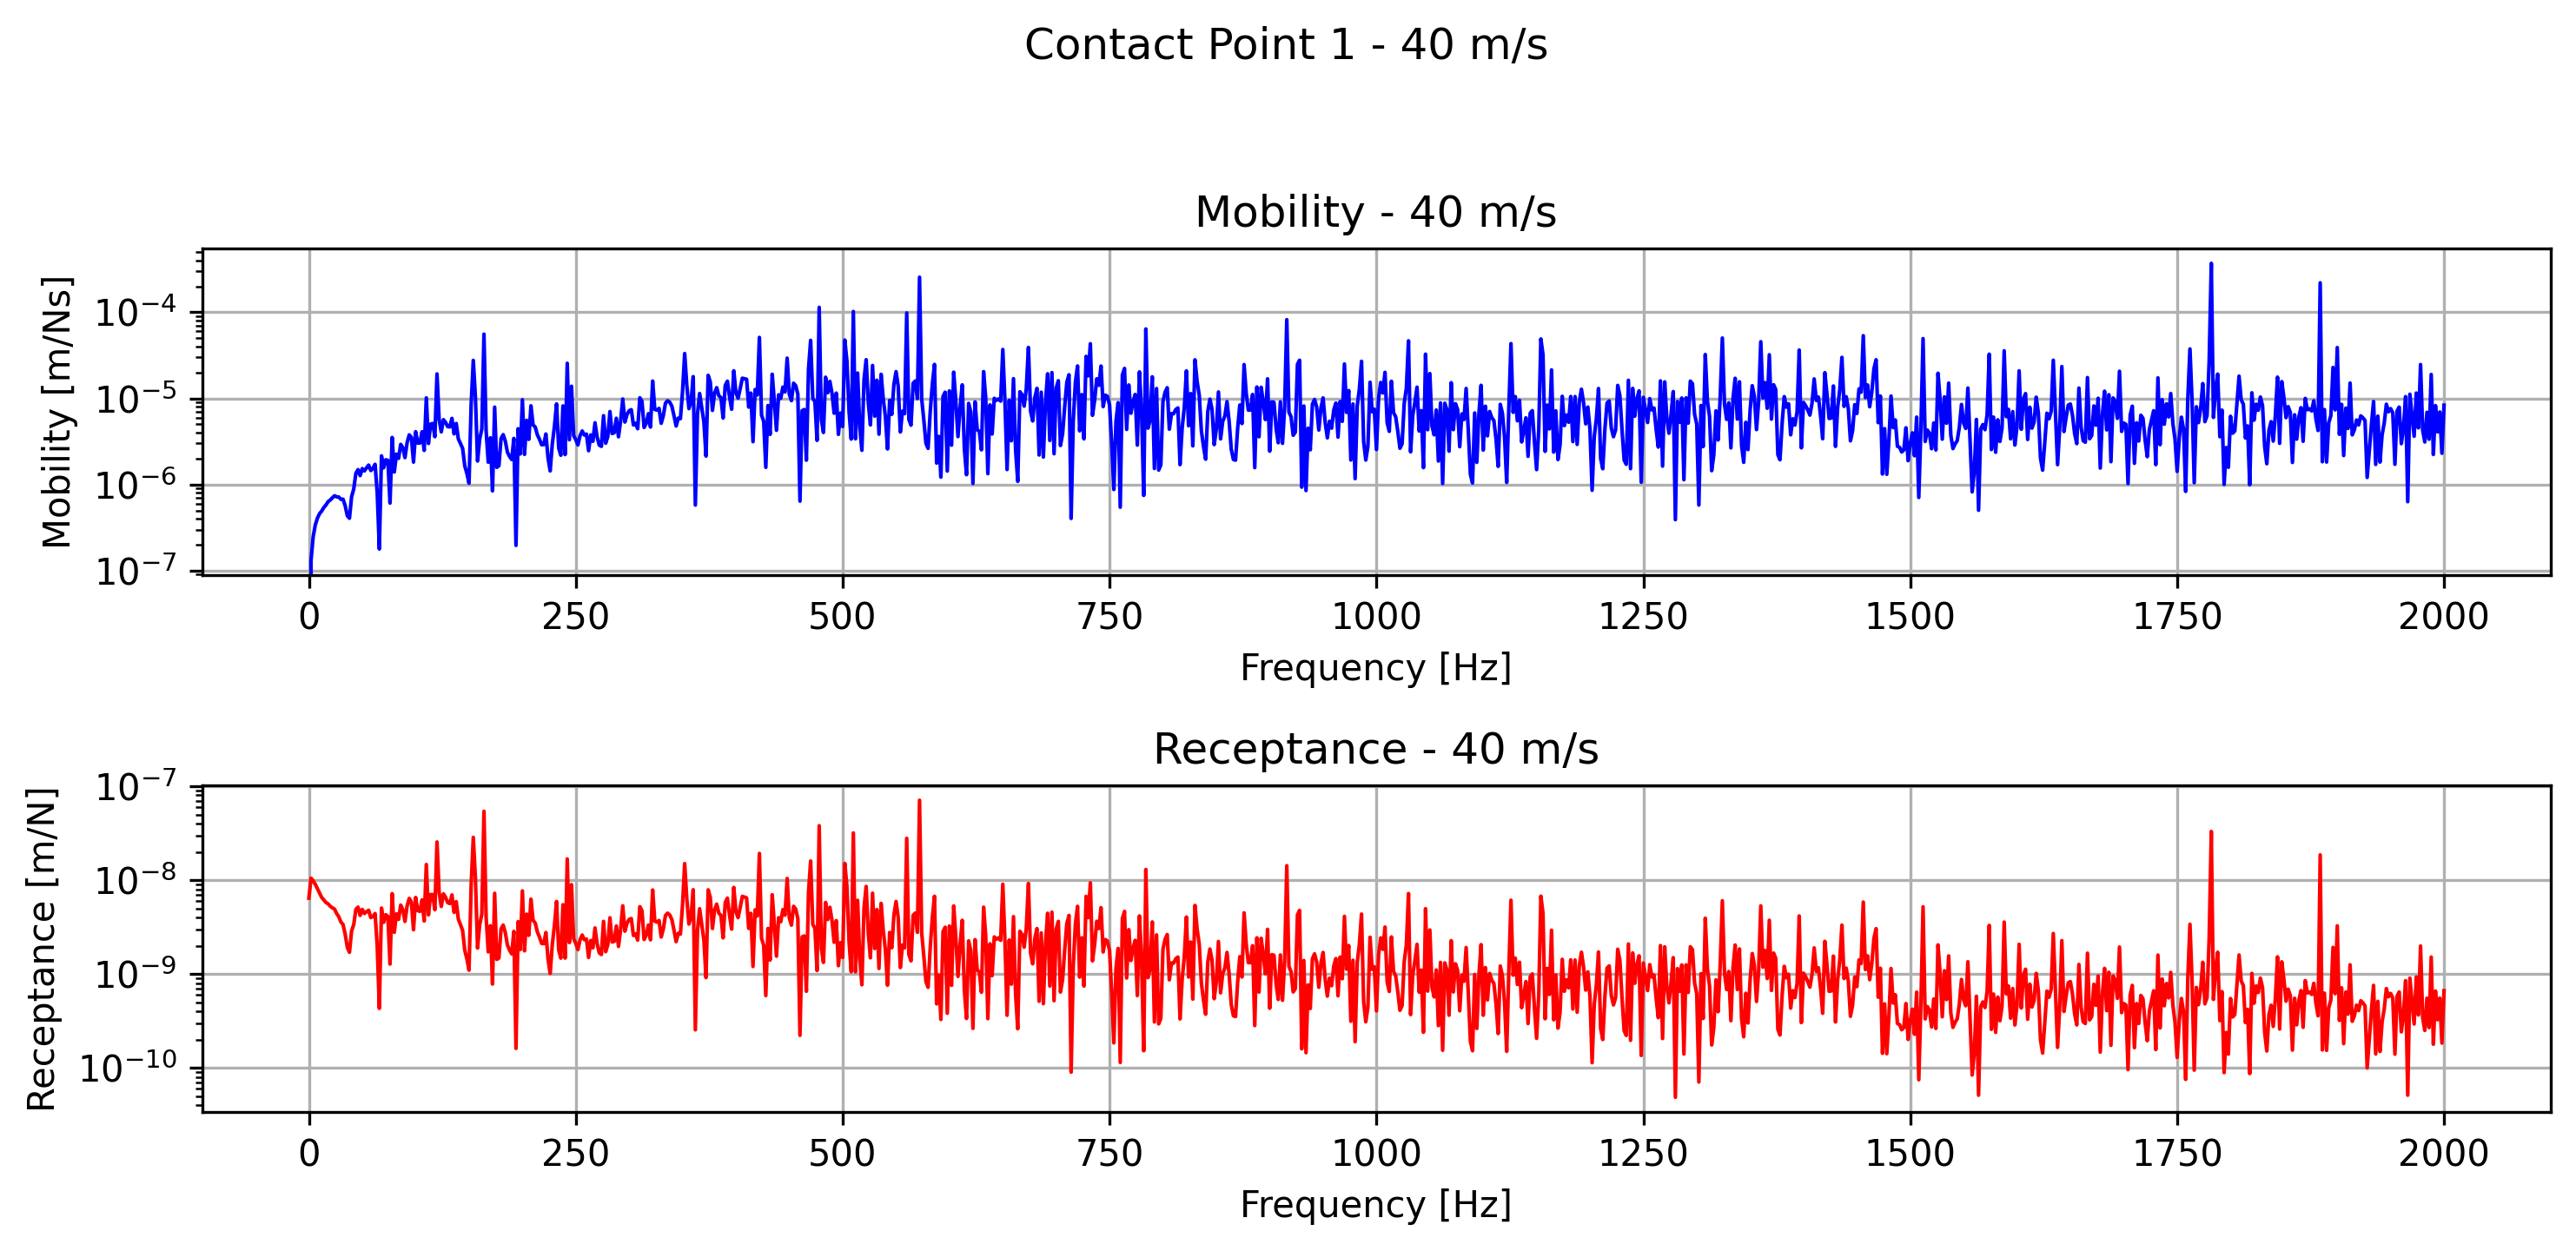 Contact Point 1 - 40 m/s
Mobility - 40 m/s
Mobility [m/Ns]
10⁻⁴
10⁻⁵
10⁻⁶
10⁻⁷
0 250 500 750 1000 1250 1500 1750 2000
Frequency [Hz]
Receptance - 40 m/s
Receptance [m/N]
10⁻⁷
10⁻⁸
10⁻⁹
10⁻¹⁰
0 250 500 750 1000 1250 1500 1750 2000
Frequency [Hz]